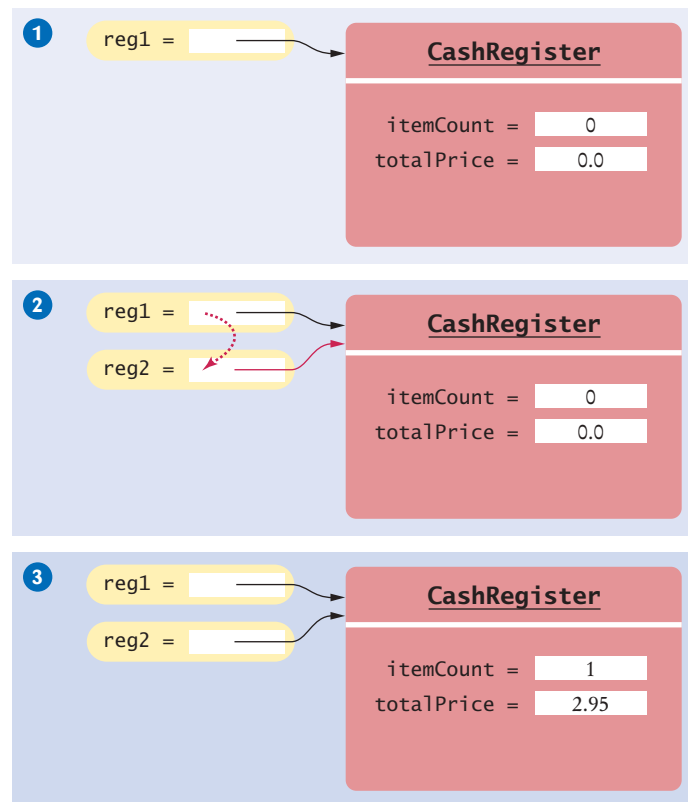 1
reg1 =
CashRegister
itemCount = 0
totalPrice = 0.0
2
reg1 =
reg2 =
CashRegister
itemCount = 0
totalPrice = 0.0
3
reg1 =
reg2 =
CashRegister
itemCount = 1
totalPrice = 2.95